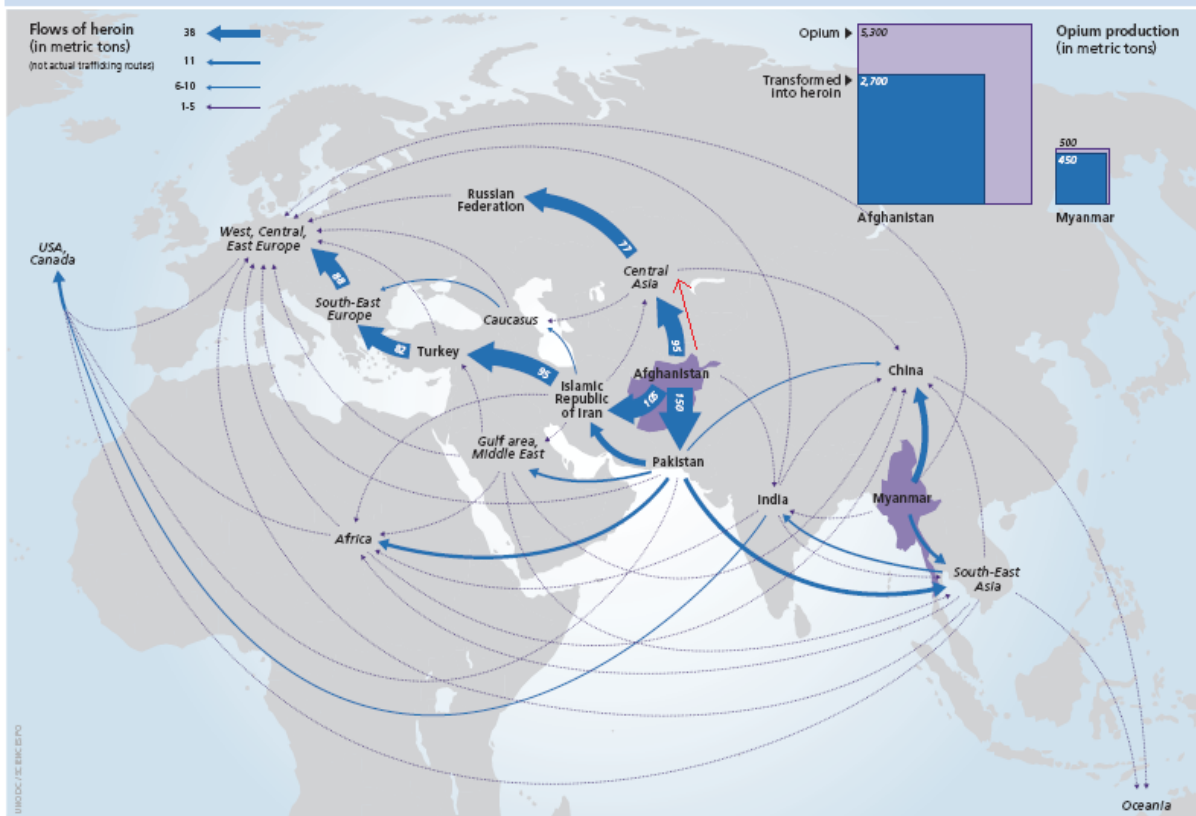 Flows of heroin
(in metric tons)
(not actual trafficking routes)
38
11
6-10
1-5
Opium
5,300
Transformed
into heroin
2,700
Afghanistan
Opium production
(in metric tons)
500
450
Myanmar
Russian
Federation
77
West, Central,
East Europe
USA,
Canada
88
South-East
Europe
Central
Asia
Caucasus
82
Turkey
95
95
Afghanistan
China
Islamic
Republic
of Iran
105
150
Gulf area,
Middle East
Pakistan
India
Myanmar
Africa
South-East
Asia
UNODC / SCIENCES PO
Oceania